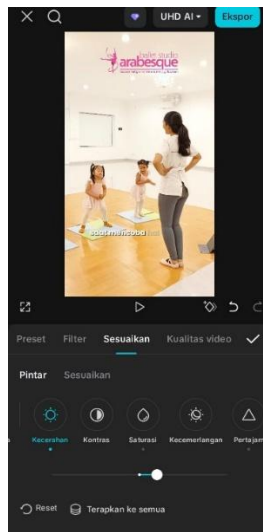 UHD AI
Ekspor
ballet studio
arabesque
Preset Filter Sesuaikan Kualitas video
Pintar Sesuaikan
Kecerahan Kontras Saturasi Kecemerlangan Pertajam
Reset Terapkan ke semua